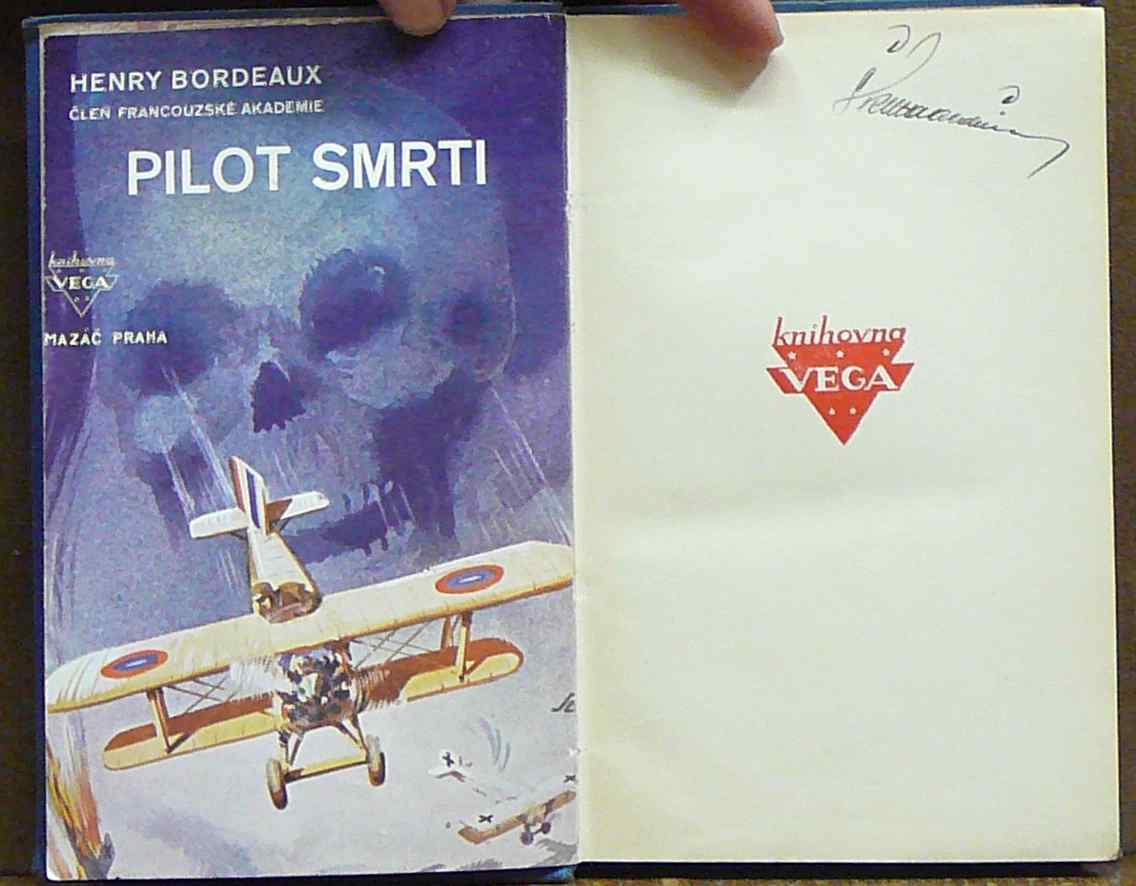 HENRY BORDEAUX
ČLEN FRANCOUZSKÉ AKADEMIE
PILOT SMRTI
knihovna
VEGA
MAZÁČ PRAHA
knihovna
VEGA